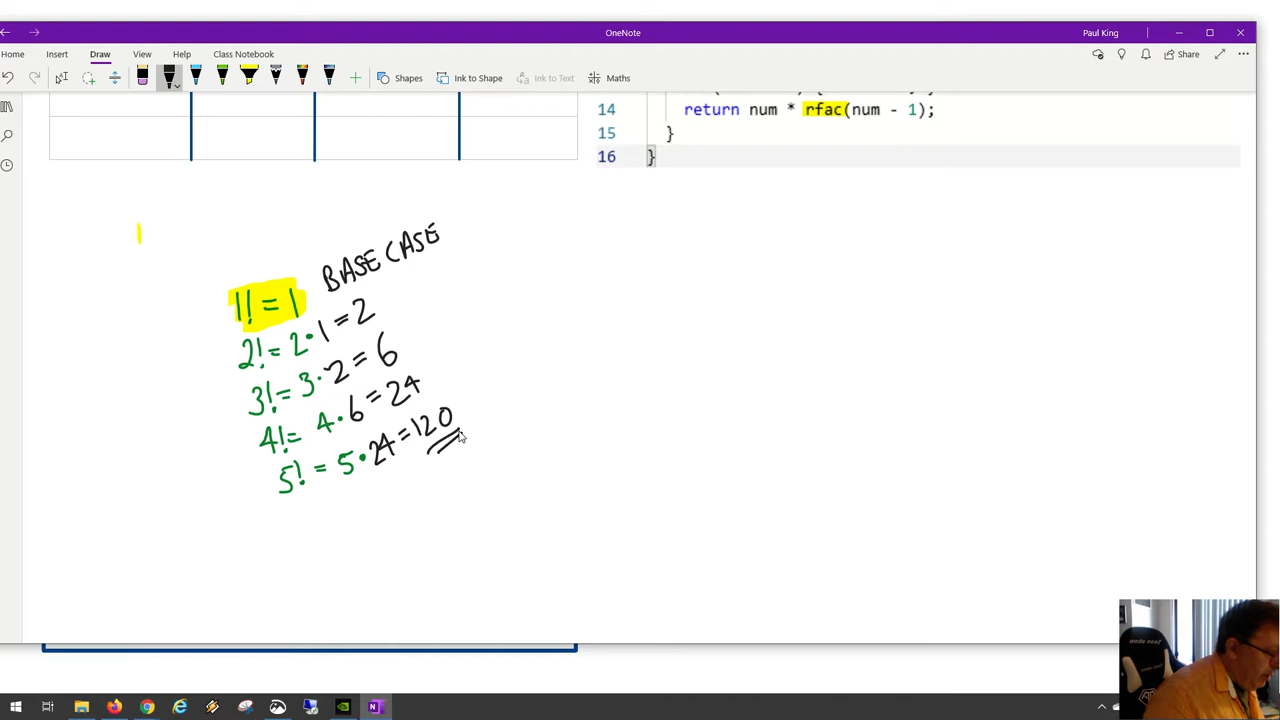 OneNote
Paul King
Home Insert Draw View Help Class Notebook
Share
Shapes Ink to Shape Ink to Text Maths
14 return num * rfac(num - 1);
15 }
16 }
BASE CASE
1! = 1
2! = 2 · 1 = 2
3! = 3 · 2 = 6
4! = 4 · 6 = 24
5! = 5 · 24 = 120